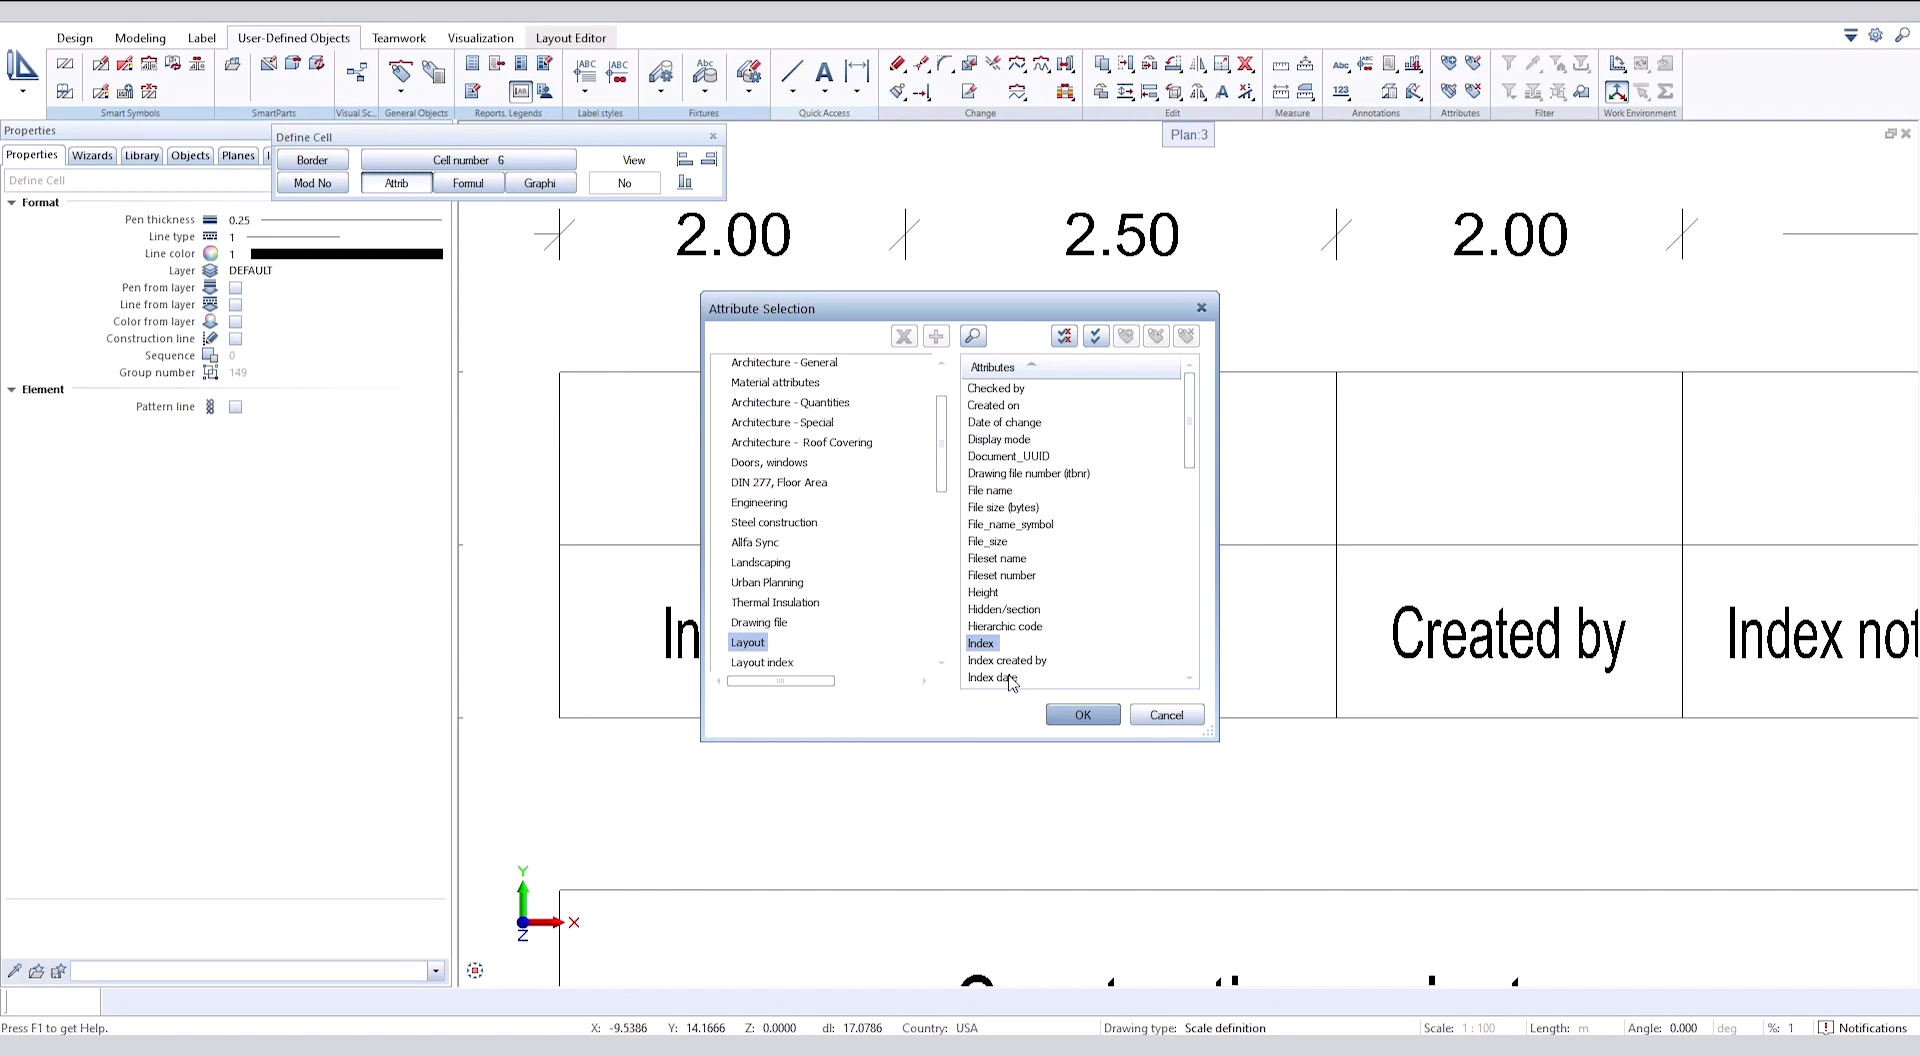 Design Modeling Label User-Defined Objects Teamwork Visualization Layout Editor
Smart Symbols SmartParts Visual Sc... General Objects Reports, Legends Label styles Fixtures Quick Access Change Edit Measure Annotations Attributes Filter Work Environment
Properties
Properties Wizards Library Objects Planes
Define Cell
Format
Pen thickness 0.25
Line type 1
Line color 1
Layer DEFAULT
Pen from layer
Line from layer
Color from layer
Construction line
Sequence 0
Group number 149
Element
Pattern line
Define Cell
Border Cell number 6 View
Mod No Attrib Formul Graphi No
Plan:3
2.00 2.50 2.00
In
Created by
Index not
Attribute Selection
Architecture - General
Material attributes
Architecture - Quantities
Architecture - Special
Architecture - Roof Covering
Doors, windows
DIN 277, Floor Area
Engineering
Steel construction
Allfa Sync
Landscaping
Urban Planning
Thermal Insulation
Drawing file
Layout
Layout index
Attributes
Checked by
Created on
Date of change
Display mode
Document_UUID
Drawing file number (itbnr)
File name
File size (bytes)
File_name_symbol
File_size
Fileset name
Fileset number
Height
Hidden/section
Hierarchic code
Index
Index created by
Index date
OK Cancel
Y
X
Z
Press F1 to get Help. X: -9.5386 Y: 14.1666 Z: 0.0000 dl: 17.0786 Country: USA Drawing type: Scale definition Scale: 1 : 100 Length: m Angle: 0.000 deg %: 1 Notifications